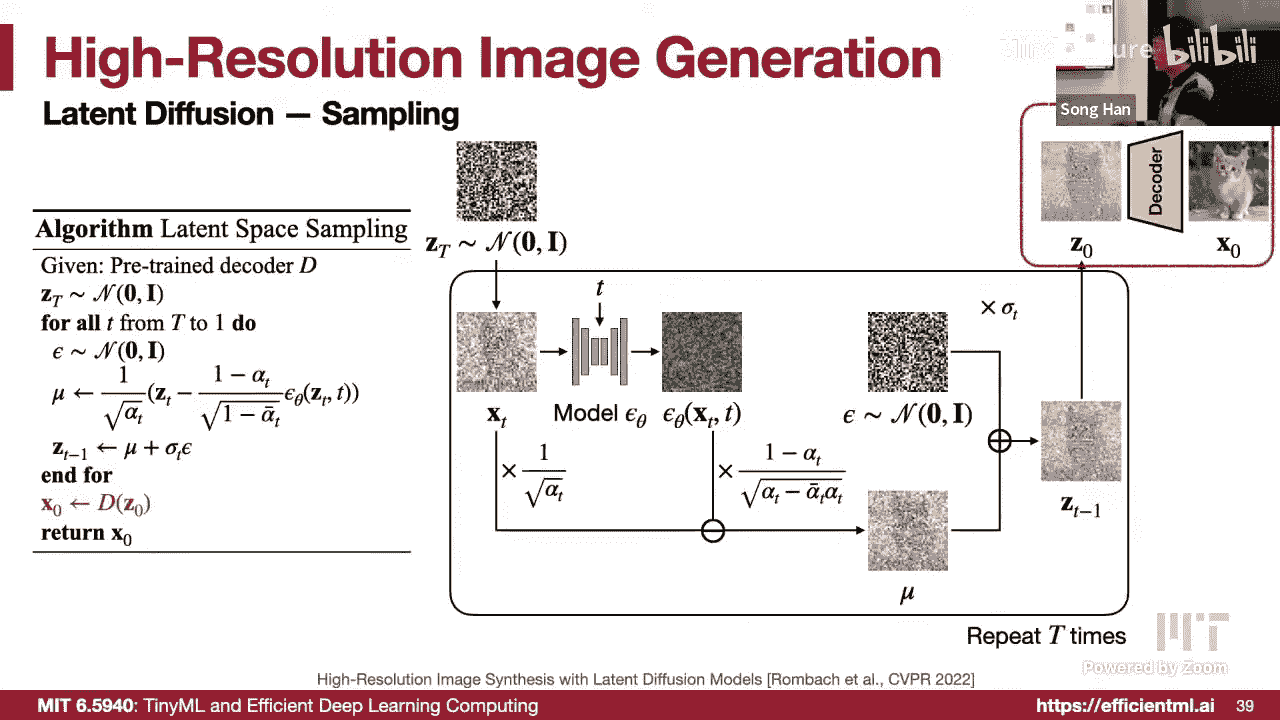 High-Resolution Image Generation
Latent Diffusion — Sampling
bilibili
Song Han
Algorithm Latent Space Sampling
Given: Pre-trained decoder D
z_T ~ 𝒩(0, I)
for all t from T to 1 do
ϵ ~ 𝒩(0, I)
μ ← 1/√α_t (z_t − (1 − α_t)/√(1 − ᾱ_t) ϵ_θ(z_t, t))
z_{t−1} ← μ + σ_t ϵ
end for
x_0 ← D(z_0)
return x_0
z_T ~ 𝒩(0, I)
t
x_t
Model ϵ_θ
ϵ_θ(x_t, t)
ϵ ~ 𝒩(0, I)
× σ_t
× 1/√α_t
× (1 − α_t)/√(α_t − ᾱ_t α_t)
μ
z_{t−1}
z_0
Decoder
x_0
Repeat T times
MIT
Powered by Zoom
High-Resolution Image Synthesis with Latent Diffusion Models [Rombach et al., CVPR 2022]
MIT 6.5940: TinyML and Efficient Deep Learning Computing
https://efficientml.ai
39